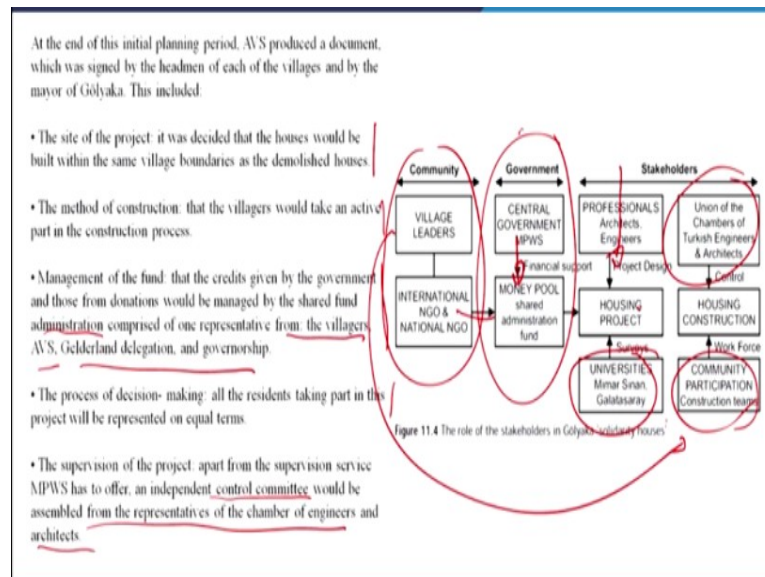 At the end of this initial planning period, AVS produced a document,
which was signed by the headmen of each of the villages and by the
mayor of Gölyaka. This included:
• The site of the project: it was decided that the houses would be
built within the same village boundaries as the demolished houses.
• The method of construction: that the villagers would take an active
part in the construction process.
• Management of the fund: that the credits given by the government
and those from donations would be managed by the shared fund
administration comprised of one representative from: the villagers,
AVS, Gelderland delegation, and governorship.
• The process of decision- making: all the residents taking part in this
project will be represented on equal terms.
• The supervision of the project: apart from the supervision service
MPWS has to offer, an independent control committee would be
assembled from the representatives of the chamber of engineers and
architects.
Community
Government
Stakeholders
VILLAGE
LEADERS
CENTRAL
GOVERNMENT
MPWS
PROFESSIONALS
Architects,
Engineers
Union of the
Chambers of
Turkish Engineers
& Architects
Financial support
Project Design
Control
INTERNATIONAL
NGO &
NATIONAL NGO
MONEY POOL
shared
administration
fund
HOUSING
PROJECT
HOUSING
CONSTRUCTION
Surveys
Work Force
UNIVERSITIES
Mimar Sinan,
Galatasaray
COMMUNITY
PARTICIPATION
Construction teams
Figure 11.4 The role of the stakeholders in Gölyaka 'solidarity houses'